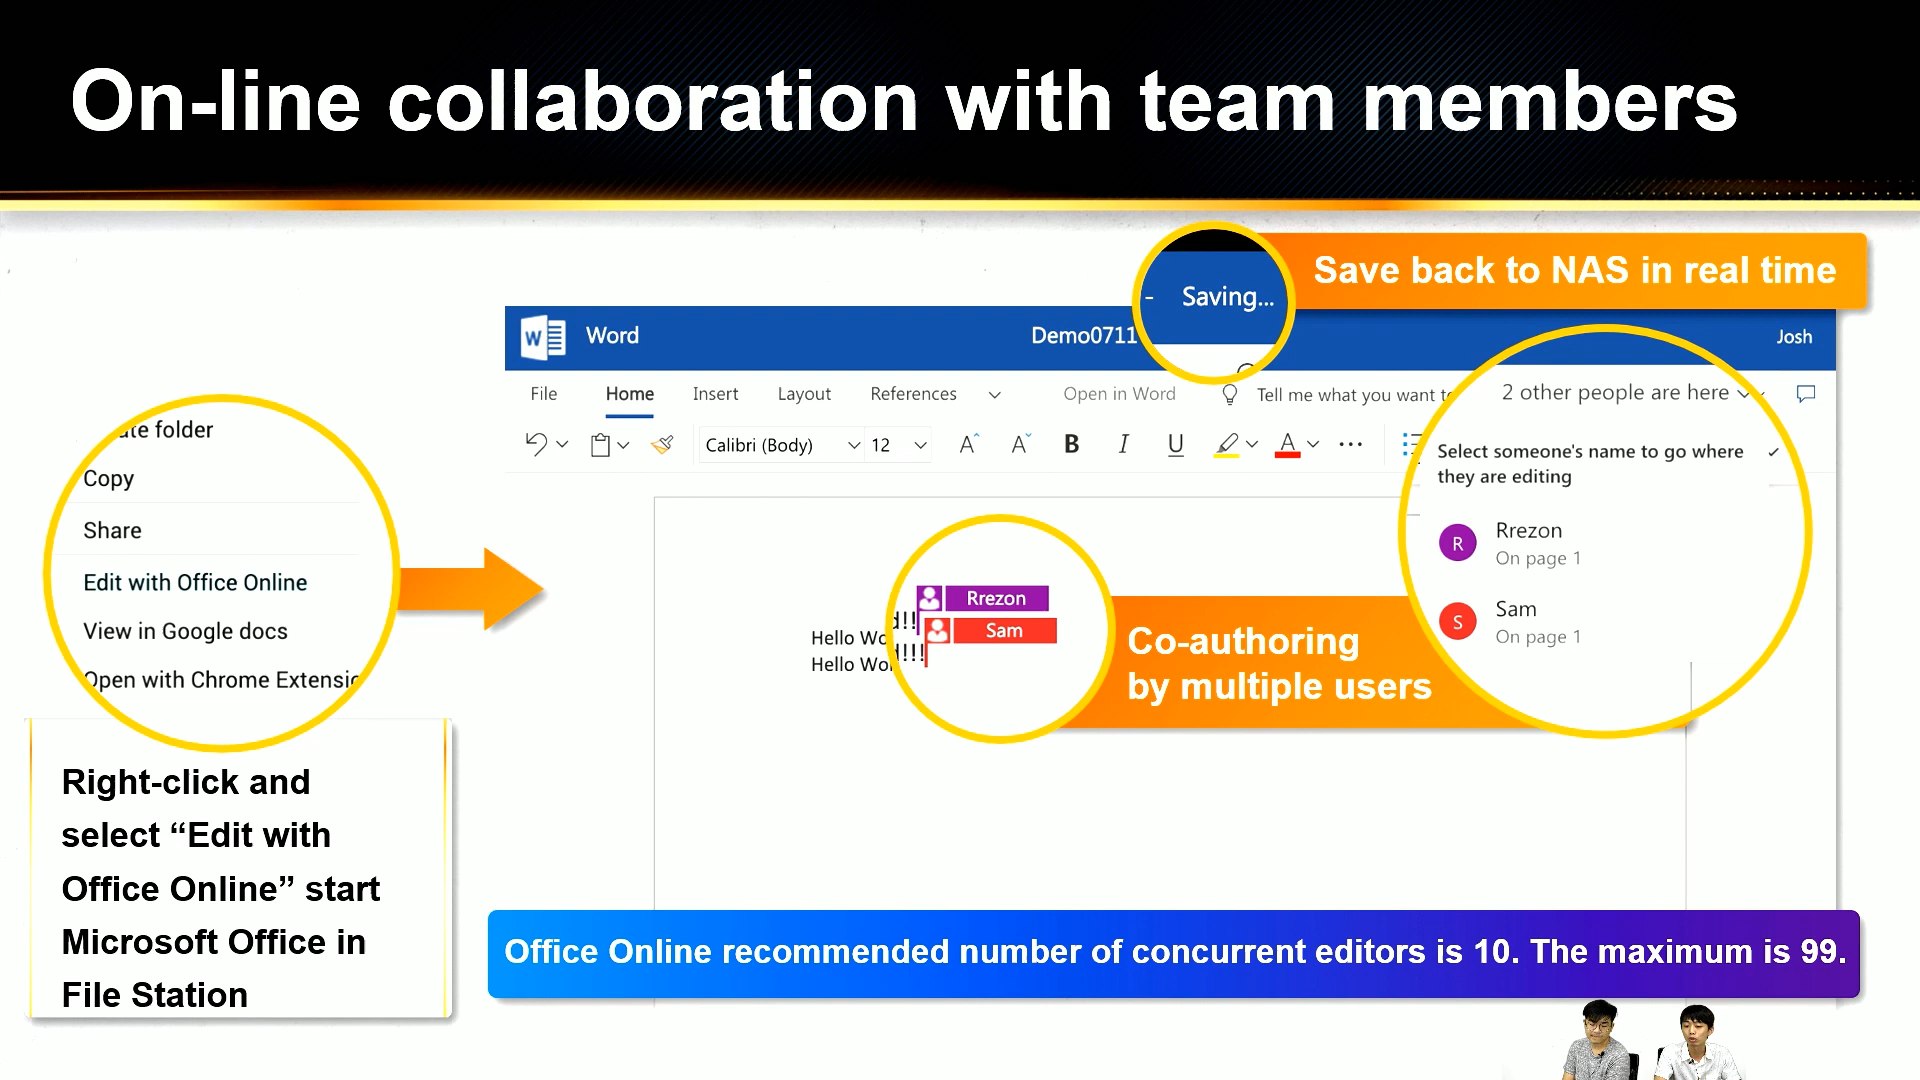 On-line collaboration with team members
Save back to NAS in real time
- Saving...
W Word
Demo0711
Josh
File Home Insert Layout References Open in Word Tell me what you want
2 other people are here
Calibri (Body) 12 A A B I U A ...
Select someone's name to go where
they are editing
R Rrezon
On page 1
S Sam
On page 1
folder
Copy
Share
Edit with Office Online
View in Google docs
Open with Chrome
Rrezon
Sam
d!!
d!!!
Hello
Hello
Co-authoring
by multiple users
Right-click and
select “Edit with
Office Online” start
Microsoft Office in
File Station
Office Online recommended number of concurrent editors is 10. The maximum is 99.